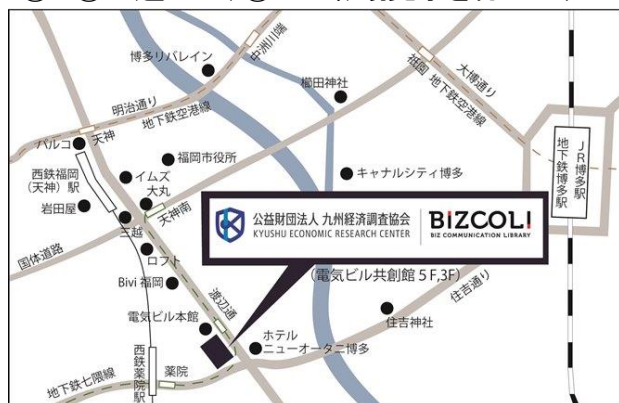 博多リバレイン
中洲川端
櫛田神社
祇園
大博通り
地下鉄空港線
明治通り
地下鉄空港線
パルコ
天神
福岡市役所
西鉄福岡
（天神）駅
イムズ
大丸
キャナルシティ博多
JR博多駅
地下鉄博多駅
岩田屋
天神南
三越
国体道路
公益財団法人 九州経済調査協会
KYUSHU ECONOMIC RESEARCH CENTER
BIZCOLI
BIZ COMMUNICATION LIBRARY
ロフト
（電気ビル共創館５F,3F）
Bivi 福岡
渡辺通
住吉通り
電気ビル本館
住吉神社
ホテル
ニューオータニ博多
西鉄薬院駅
薬院
地下鉄七隈線